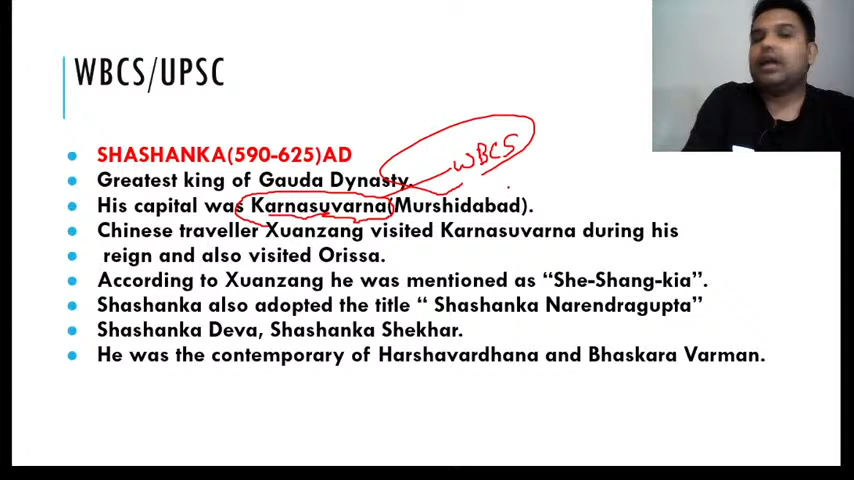 WBCS/UPSC
WBCS
SHASHANKA(590-625)AD
Greatest king of Gauda Dynasty.
His capital was Karnasuvarna(Murshidabad).
Chinese traveller Xuanzang visited Karnasuvarna during his
reign and also visited Orissa.
According to Xuanzang he was mentioned as “She-Shang-kia”.
Shashanka also adopted the title “ Shashanka Narendragupta”
Shashanka Deva, Shashanka Shekhar.
He was the contemporary of Harshavardhana and Bhaskara Varman.